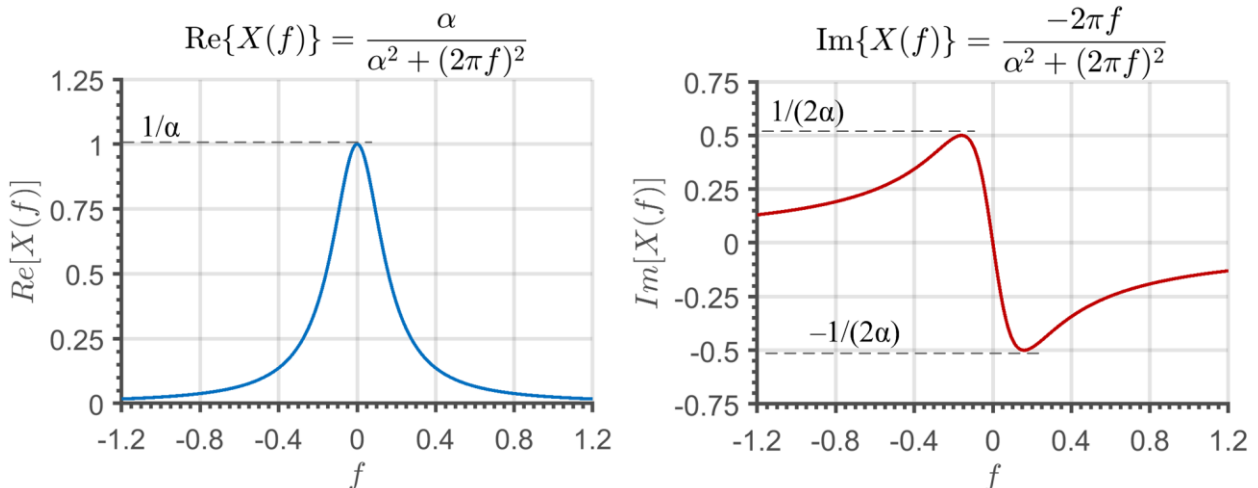 Re{X(f)} = α / (α² + (2πf)²)
1.25
1/α
1
0.75
0.5
0.25
0
-1.2 -0.8 -0.4 0 0.4 0.8 1.2
f
Re[X(f)]
Im{X(f)} = −2πf / (α² + (2πf)²)
0.75
1/(2α)
0.5
0.25
0
-0.25
−1/(2α)
-0.5
-0.75
-1.2 -0.8 -0.4 0 0.4 0.8 1.2
f
Im[X(f)]